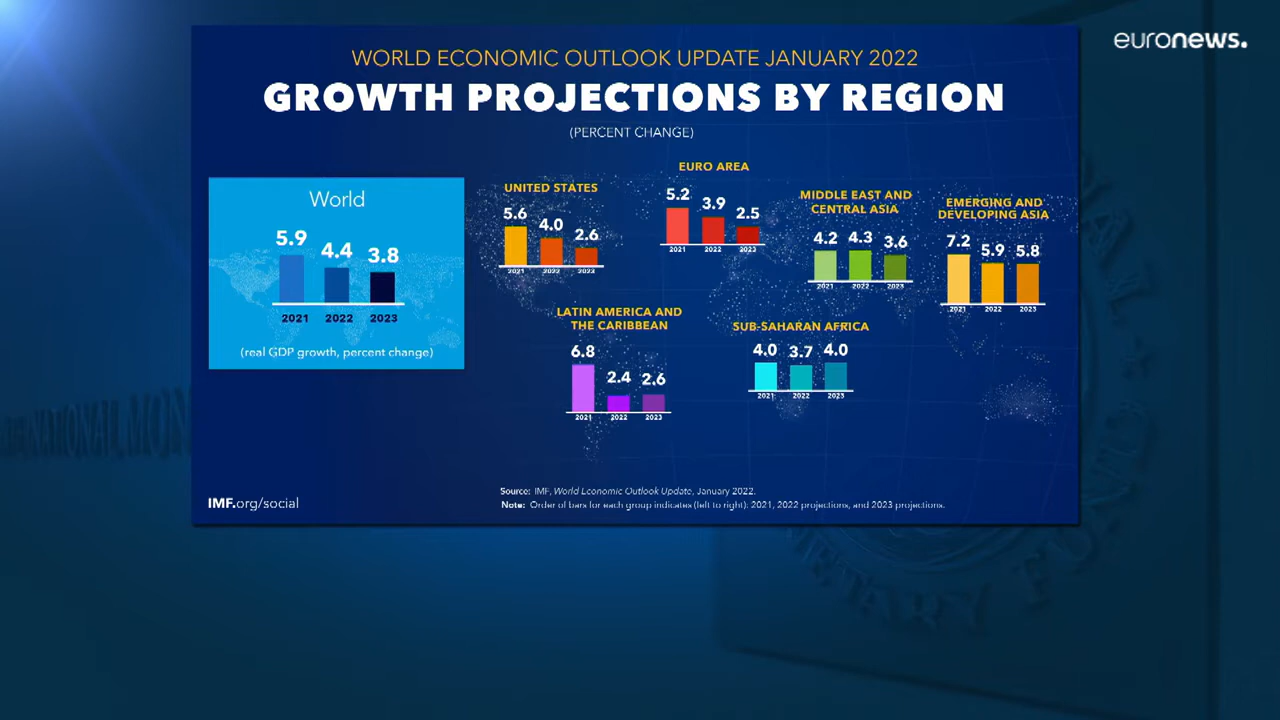 euronews.
WORLD ECONOMIC OUTLOOK UPDATE JANUARY 2022
GROWTH PROJECTIONS BY REGION
(PERCENT CHANGE)
World
5.9 4.4 3.8
2021 2022 2023
(real GDP growth, percent change)
UNITED STATES
5.6 4.0 2.6
2021 2022 2023
EURO AREA
5.2 3.9 2.5
2021 2022 2023
MIDDLE EAST AND
CENTRAL ASIA
4.2 4.3 3.6
2021 2022 2023
EMERGING AND
DEVELOPING ASIA
7.2 5.9 5.8
2021 2022 2023
LATIN AMERICA AND
THE CARIBBEAN
6.8 2.4 2.6
2021 2022 2023
SUB-SAHARAN AFRICA
4.0 3.7 4.0
2021 2022 2023
IMF.org/social
Source: IMF, World Economic Outlook Update, January 2022.
Note: Order of bars for each group indicates (left to right): 2021, 2022 projections, and 2023 projections.